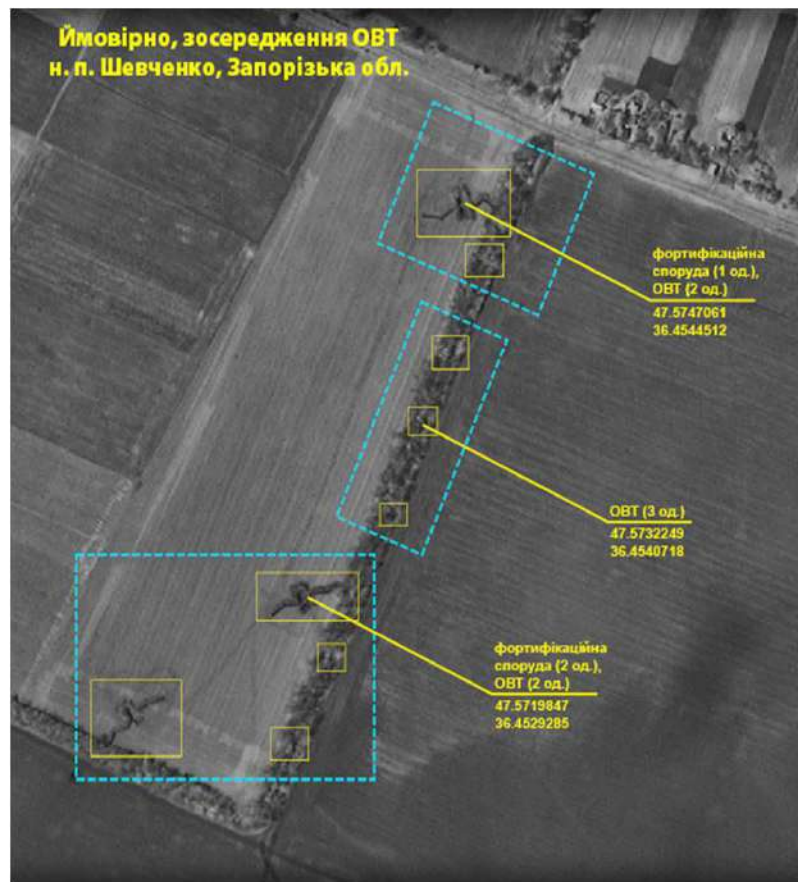 Ймовірно, зосередження ОВТ
н. п. Шевченко, Запорізька обл.
фортифікаційна
споруда (1 од.),
ОВТ (2 од.)
47.5747061
36.4544512
ОВТ (3 од.)
47.5732249
36.4540718
фортифікаційна
споруда (2 од.),
ОВТ (2 од.)
47.5719847
36.4529285